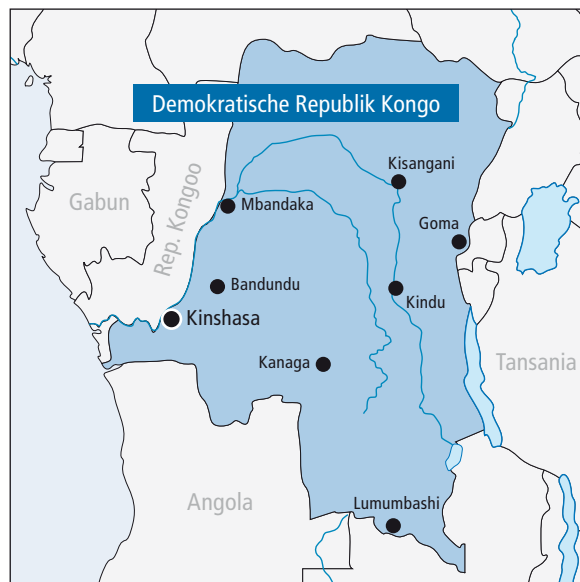 Demokratische Republik Kongo
Kisangani
Gabun
Rep. Kongoo
Mbandaka
Goma
Bandundu
Kindu
Kinshasa
Kanaga
Tansania
Angola
Lumumbashi